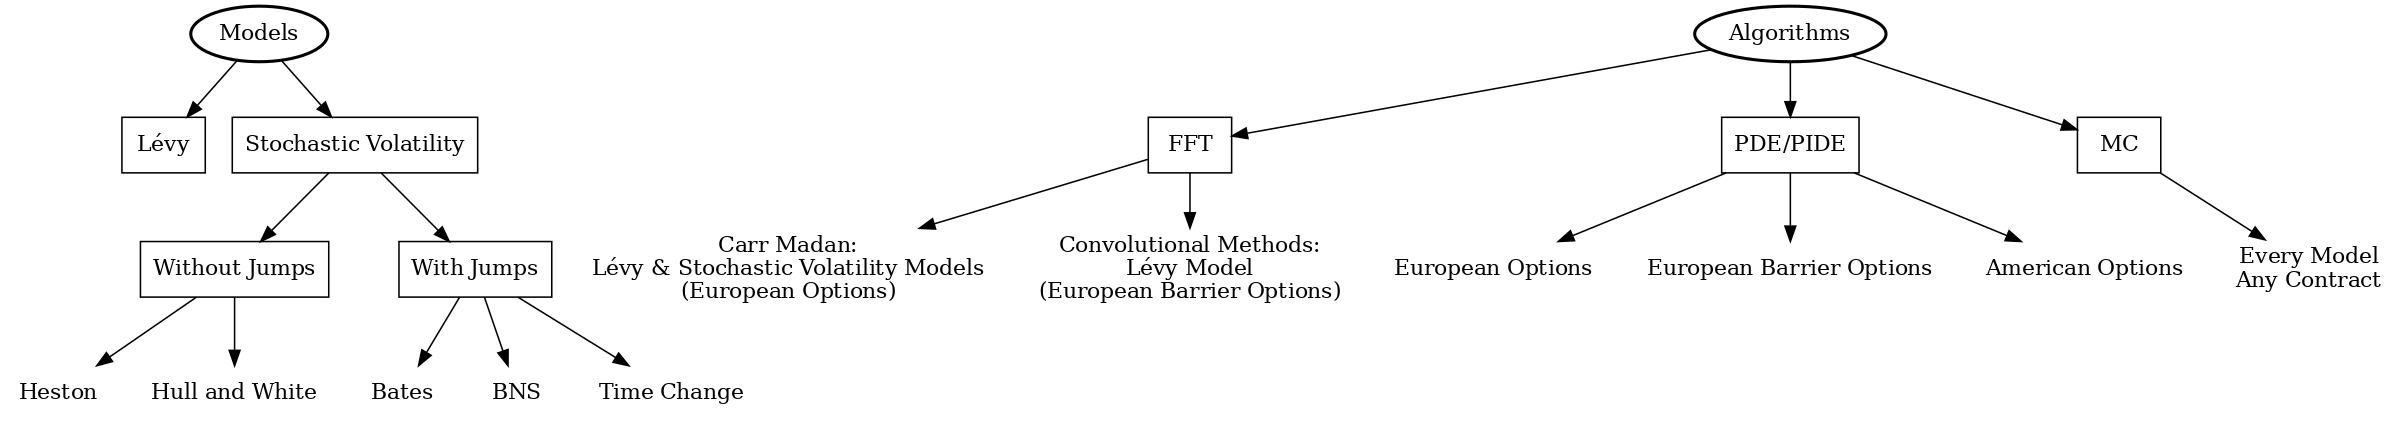 Models
Algorithms
Lévy
Stochastic Volatility
FFT
PDE/PIDE
MC
Without Jumps
With Jumps
Carr Madan:
Lévy & Stochastic Volatility Models
(European Options)
Convolutional Methods:
Lévy Model
(European Barrier Options)
European Options
European Barrier Options
American Options
Every Model
Any Contract
Heston
Hull and White
Bates
BNS
Time Change